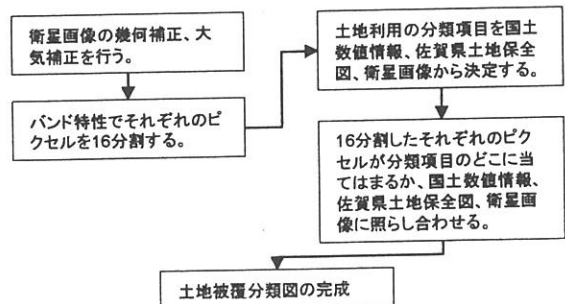 衛星画像の幾何補正、大
気補正を行う。
バンド特性でそれぞれのピ
クセルを16分割する。
土地利用の分類項目を国土
数値情報、佐賀県土地保全
図、衛星画像から決定する。
16分割したそれぞれのピク
セルが分類項目のどこに当
てはまるか、国土数値情報、
佐賀県土地保全図、衛星画
像に照らし合わせる。
土地被覆分類図の完成